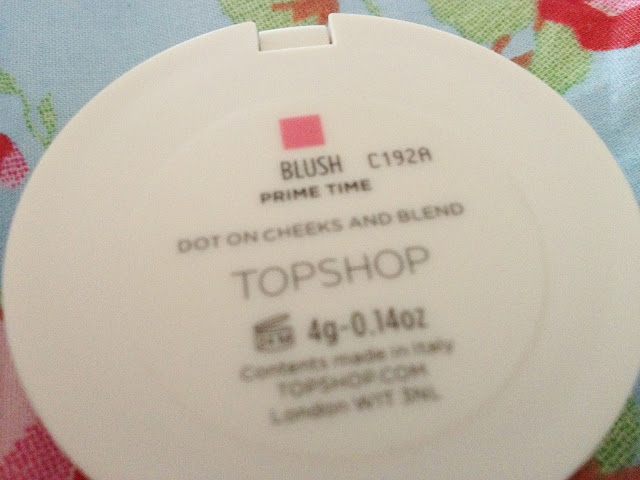 BLUSH C192A
PRIME TIME
DOT ON CHEEKS AND BLEND
TOPSHOP
4g-0.14oz
Contents made in Italy
TOPSHOP.COM
London W1T 3NL